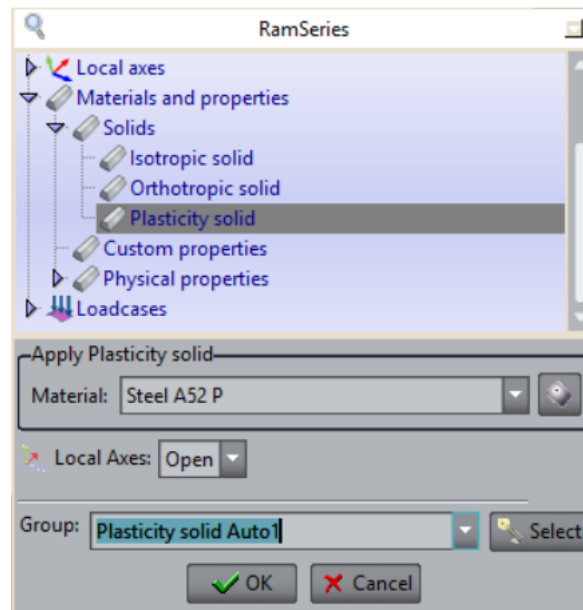 RamSeries
Local axes
Materials and properties
Solids
Isotropic solid
Orthotropic solid
Plasticity solid
Custom properties
Physical properties
Loadcases
Apply Plasticity solid
Material: Steel A52 P
Local Axes: Open
Group: Plasticity solid Auto1 Select
OK Cancel